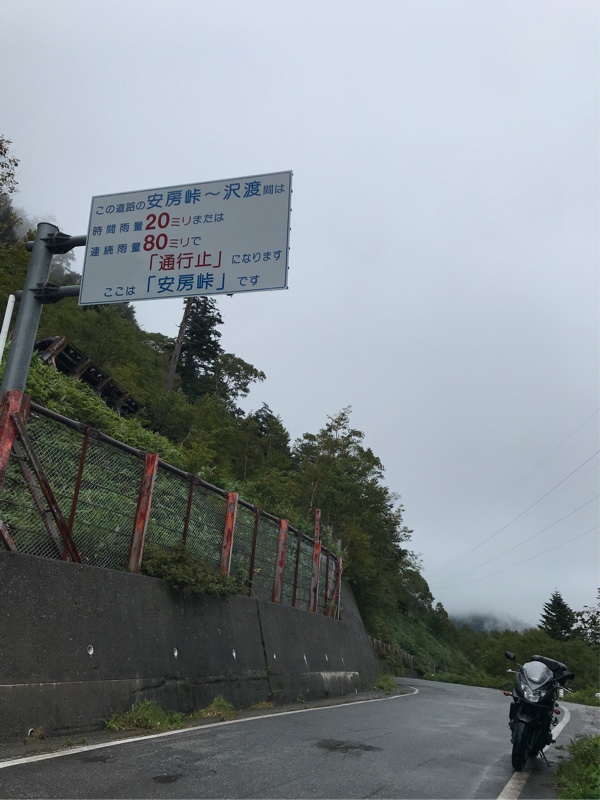 この道路の安房峠～沢渡間は
時間雨量20ミリまたは
連続雨量80ミリで
「通行止」になります
ここは「安房峠」です